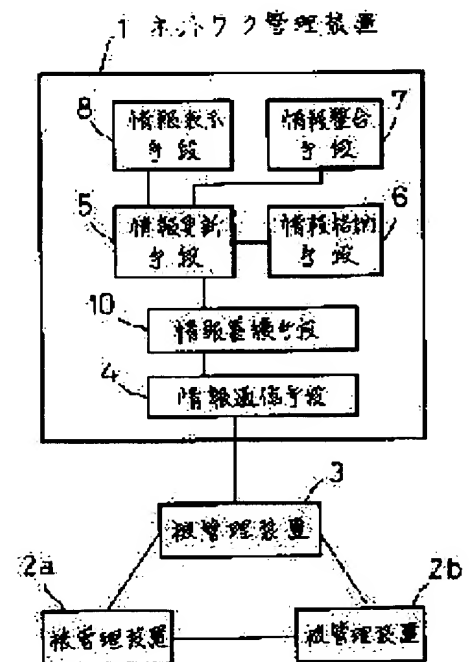 1 ネットワク管理装置
8
情報表示
手段
情報整合
手段
7
5
情報更新
手段
情報格納
手段
6
10
情報蓄積手段
4
情報通信手段
3
被管理装置
2a
被管理装置
2b
被管理装置